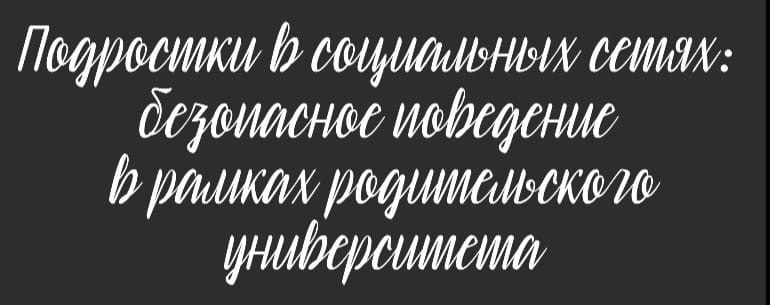 Подростки в социальных сетях:
безопасное поведение
в рамках родительского
университета